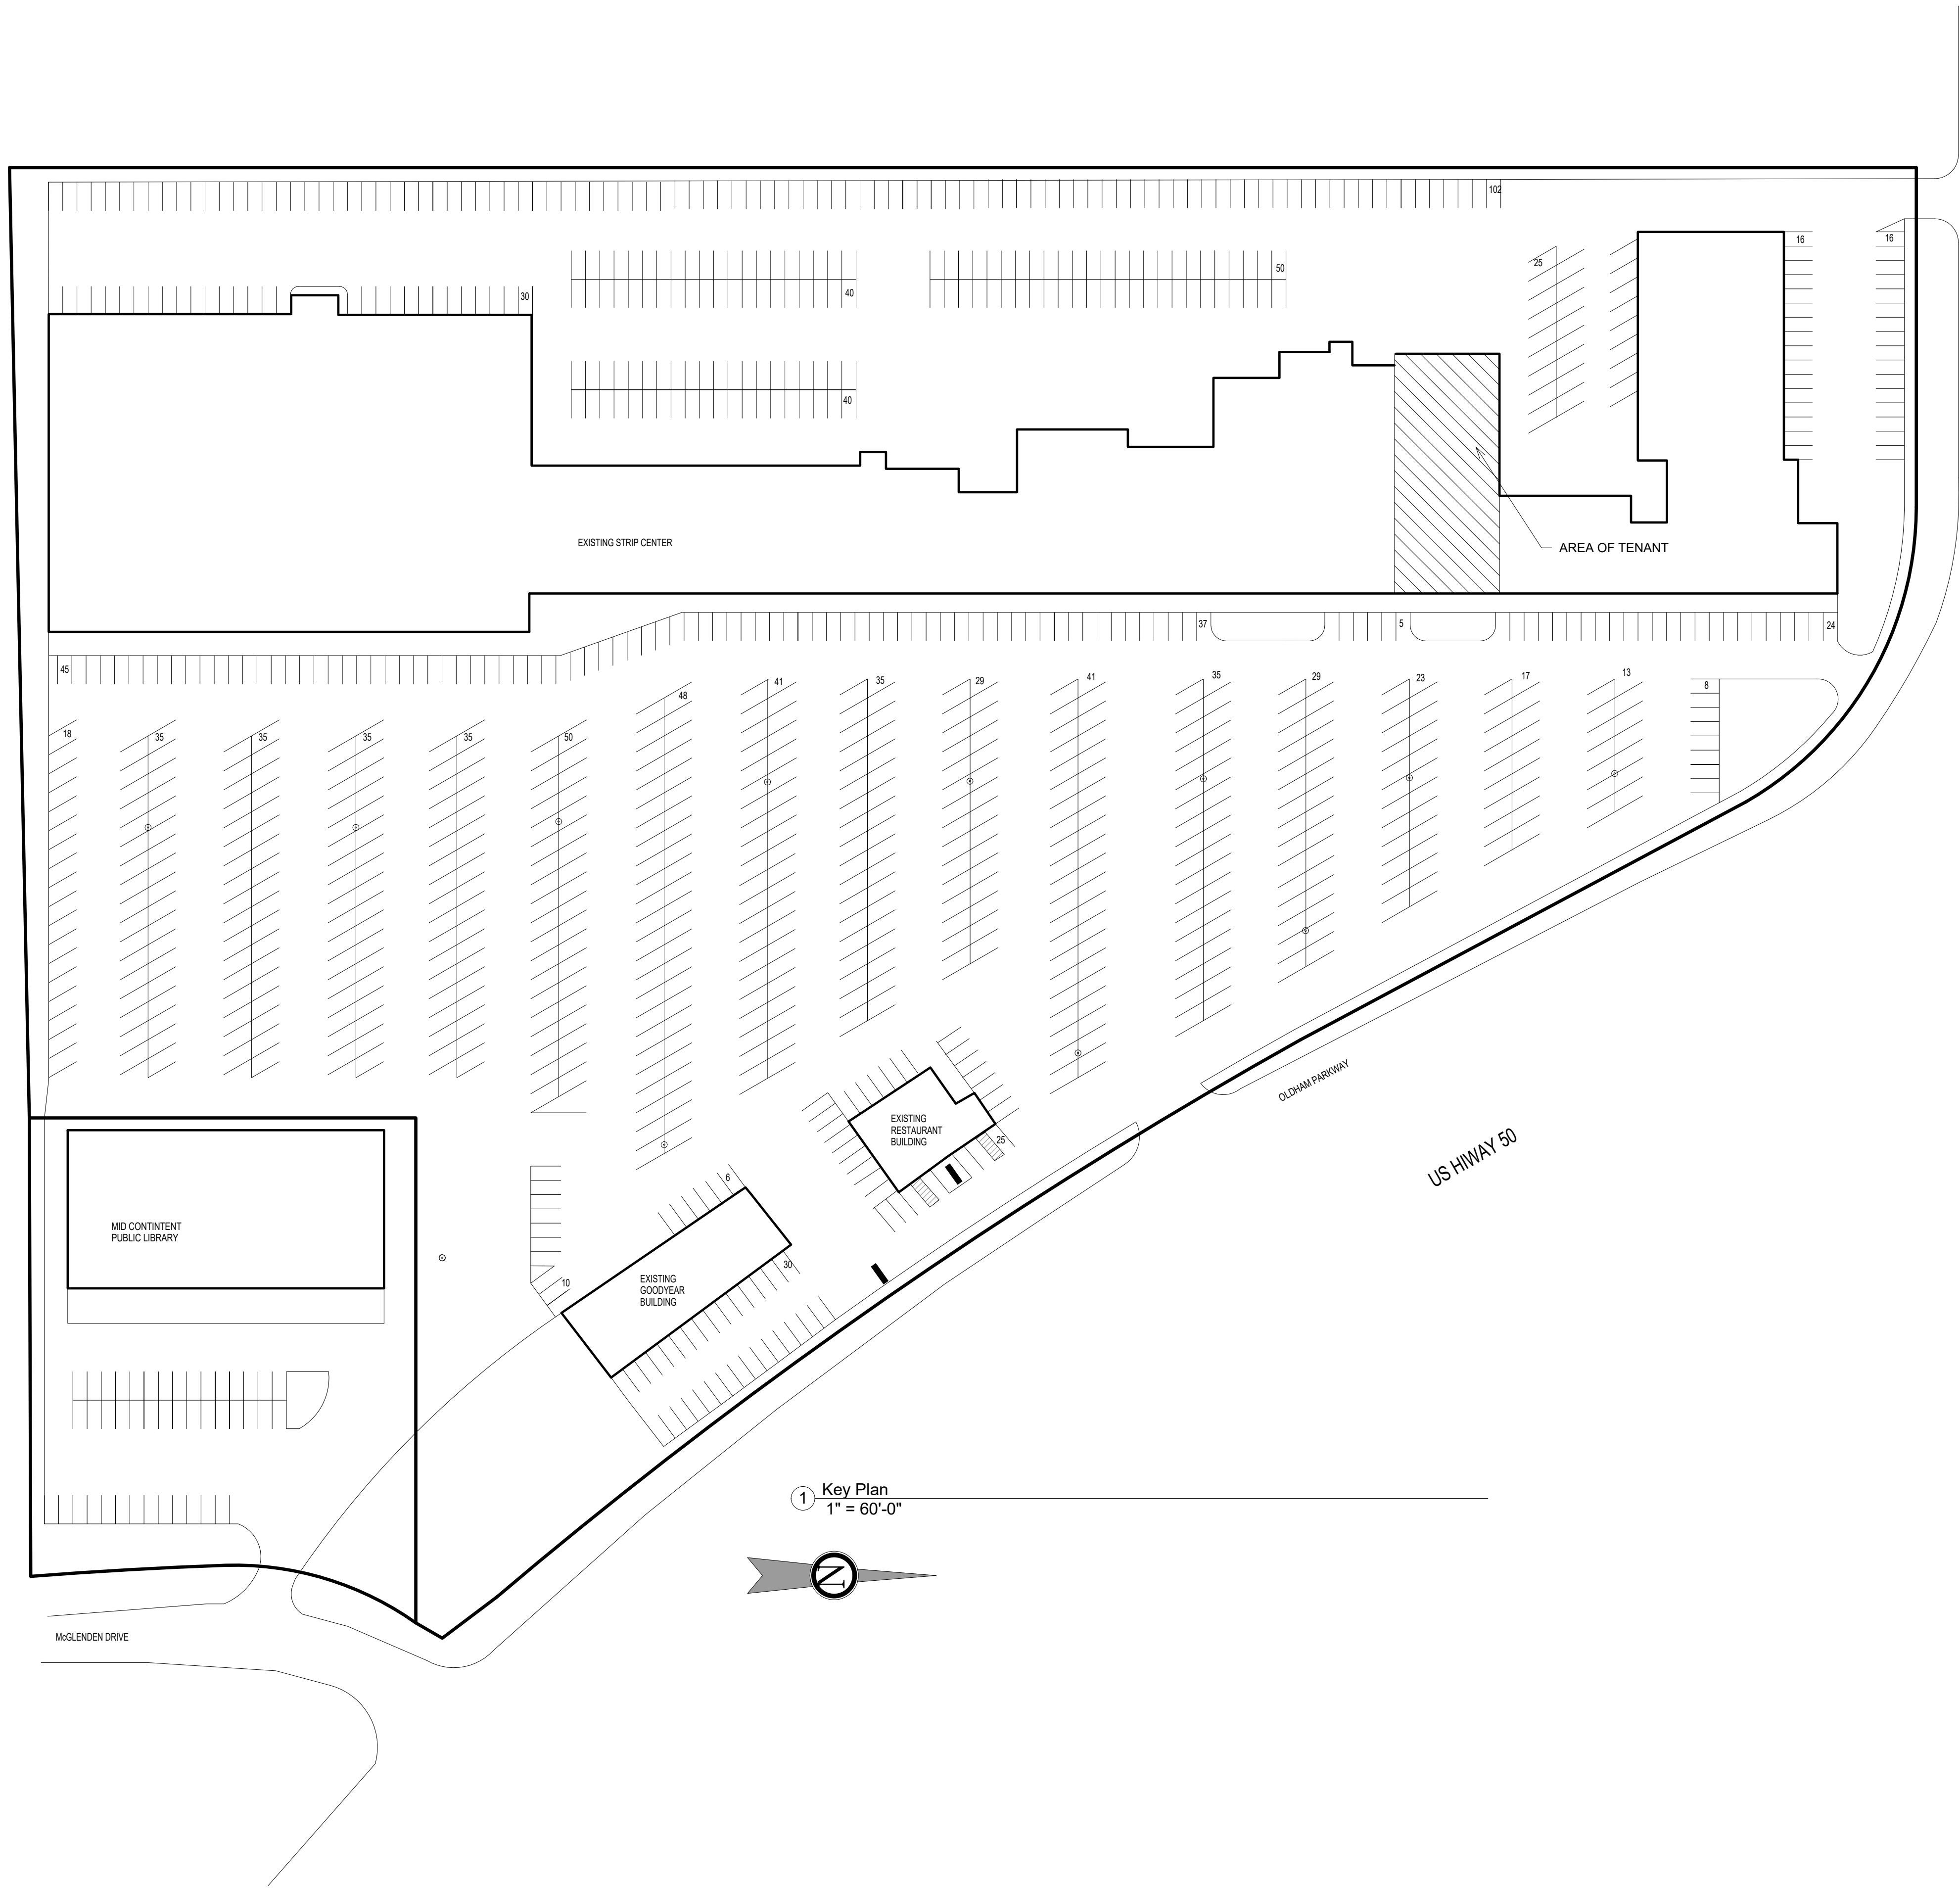 102
16
16
25
50
40
30
40
EXISTING STRIP CENTER
AREA OF TENANT
37
5
24
45
48
41
35
29
41
35
29
23
17
13
8
18
35
35
35
35
50
OLDHAM PARKWAY
US HIWAY 50
EXISTING
RESTAURANT
BUILDING
25
6
MID CONTINTENT
PUBLIC LIBRARY
30
10
EXISTING
GOODYEAR
BUILDING
1
Key Plan
1" = 60'-0"
N
McGLENDEN DRIVE